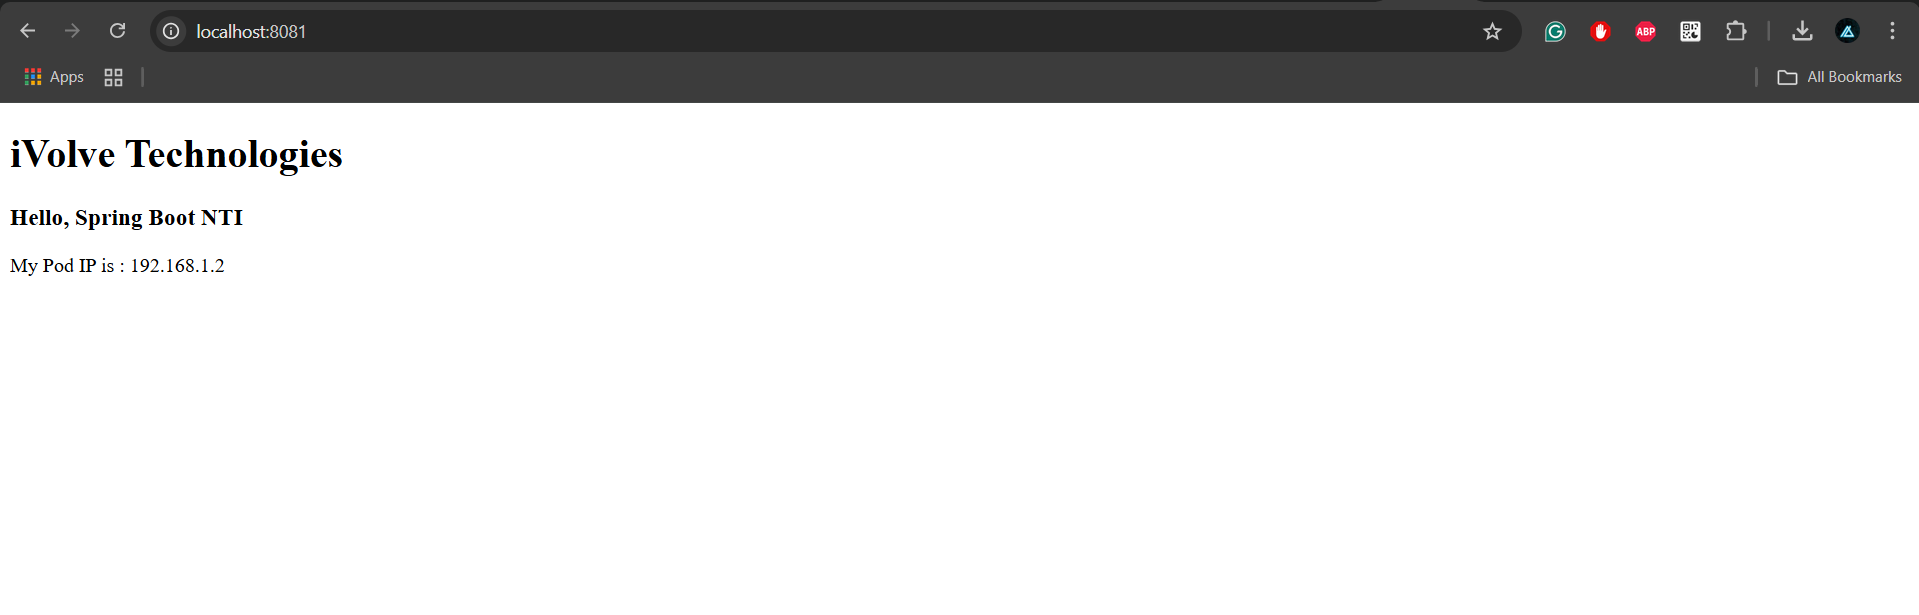 localhost:8081
ABP
Apps
All Bookmarks
iVolve Technologies
Hello, Spring Boot NTI
My Pod IP is : 192.168.1.2